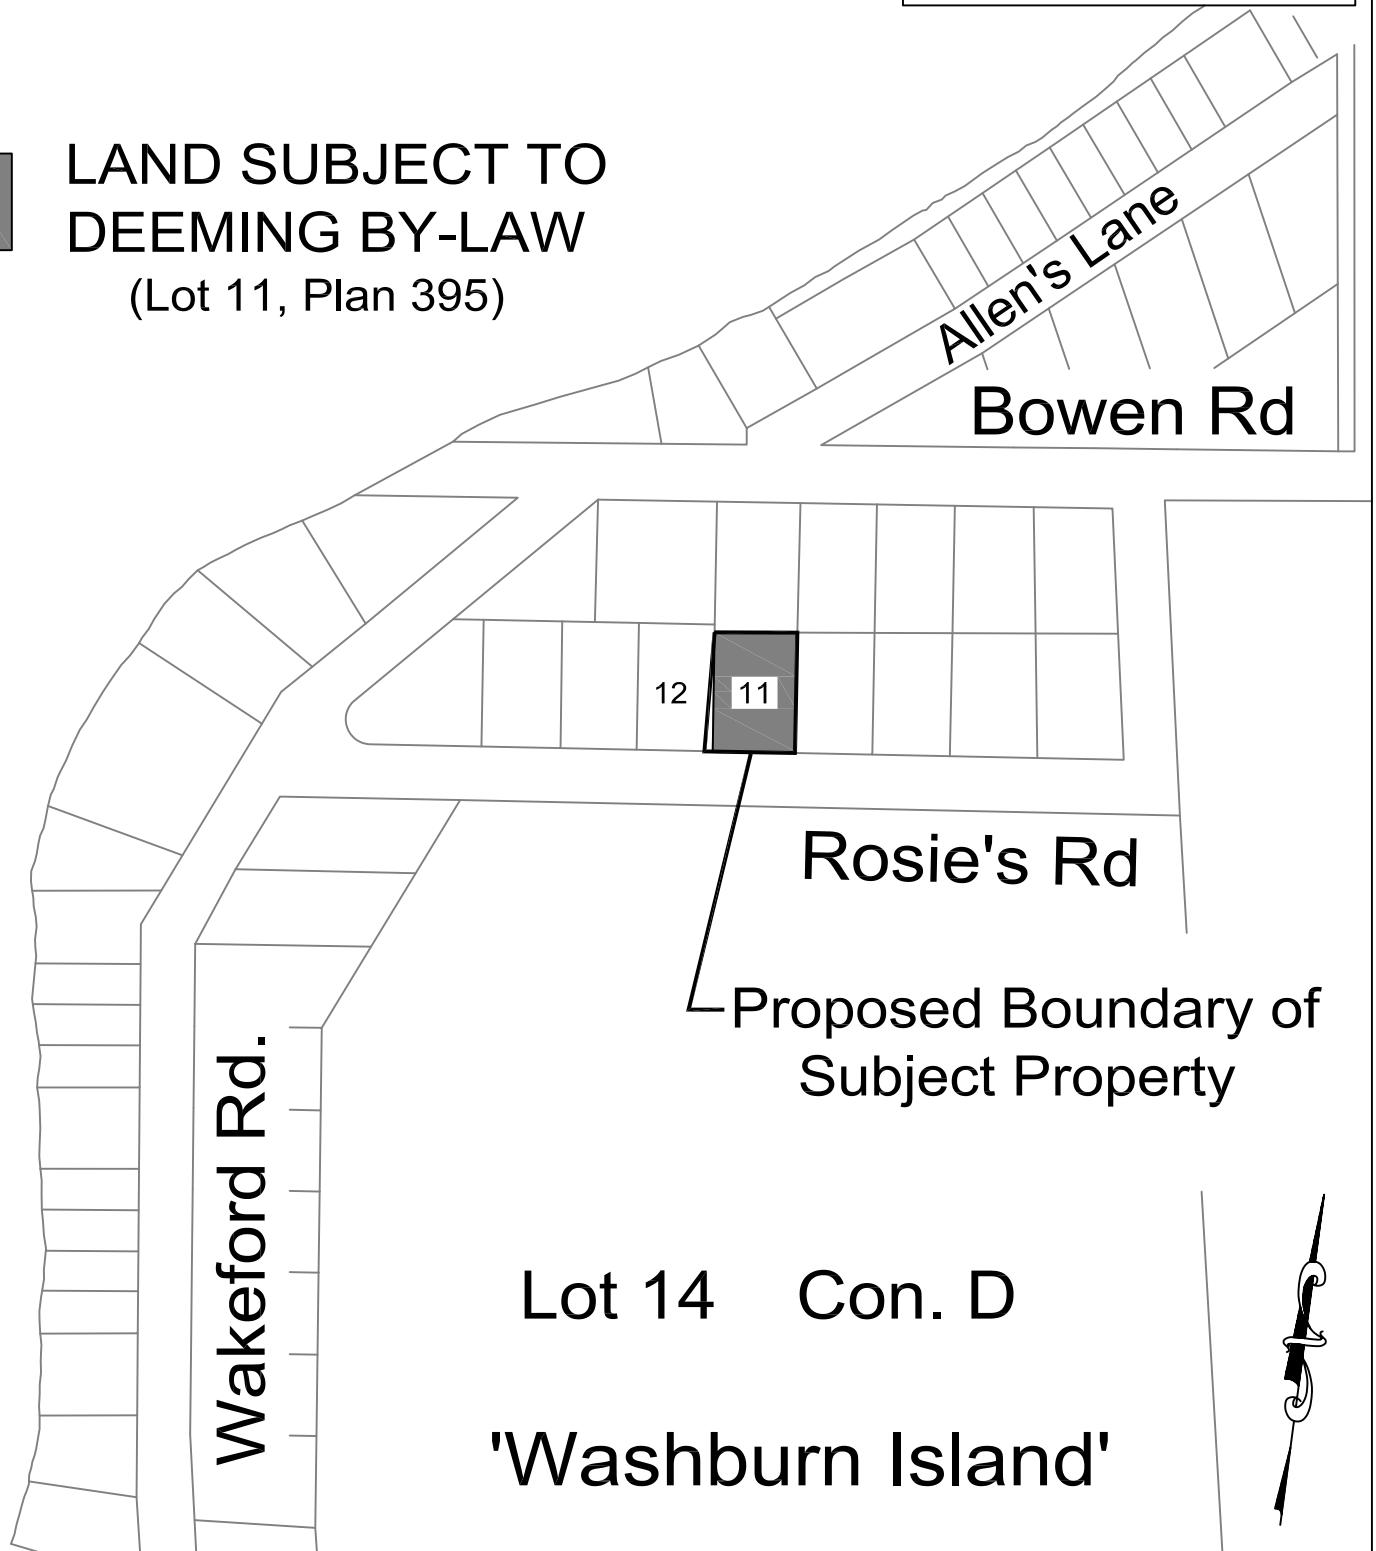 LAND SUBJECT TO
DEEMING BY-LAW
(Lot 11, Plan 395)
Allen's Lane
Bowen Rd
12
11
Rosie's Rd
Proposed Boundary of
Subject Property
Wakeford Rd.
Lot 14 Con. D
'Washburn Island'